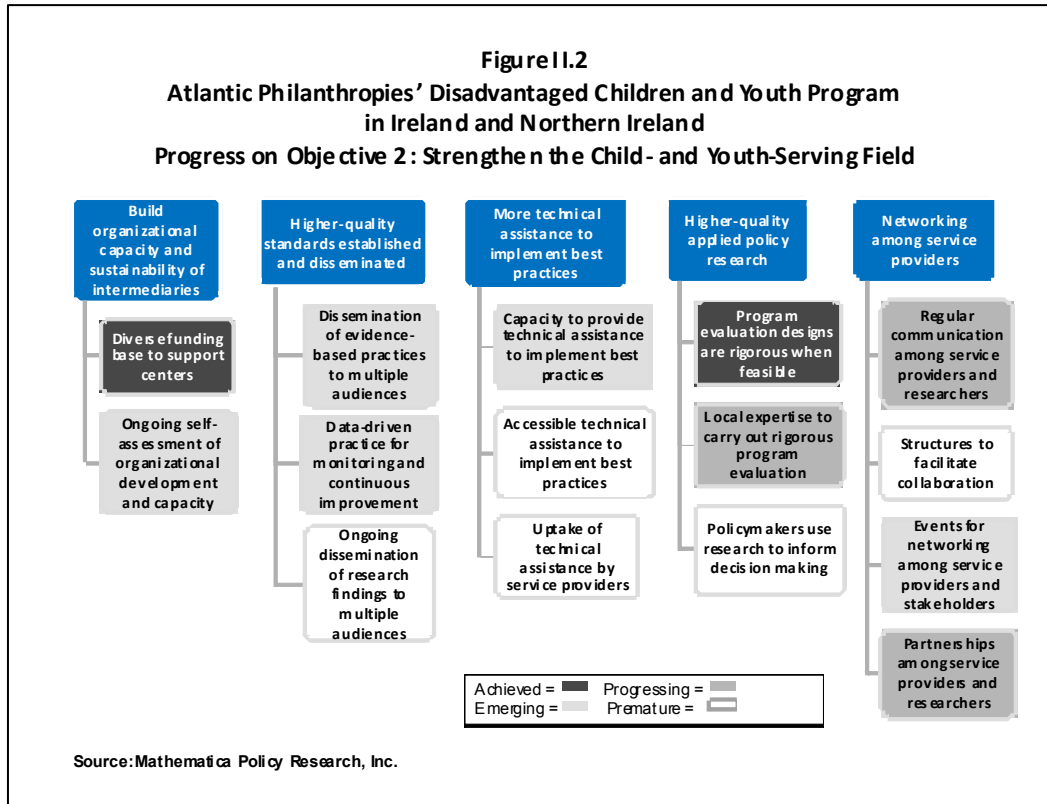 Figure II.2
Atlantic Philanthropies’ Disadvantaged Children and Youth Program
in Ireland and Northern Ireland
Progress on Objective 2: Strengthen the Child- and Youth-Serving Field
Build
organizational
capacity and
sustainability of
intermediaries
Diverse funding
base to support
centers
Ongoing self-
assessment of
organizational
development
and capacity
Higher-quality
standards established
and disseminated
Dissemination
of evidence-
based practices
to multiple
audiences
Data-driven
practice for
monitoring and
continuous
improvement
Ongoing
dissemination
of research
findings to
multiple
audiences
More technical
assistance to
implement best
practices
Capacity to provide
technical assistance
to implement best
practices
Accessible technical
assistance to
implement best
practices
Uptake of
technical
assistance by
service providers
Higher-quality
applied policy
research
Program
evaluation designs
are rigorous when
feasible
Local expertise to
carry out rigorous
program
evaluation
Policymakers use
research to inform
decision making
Networking
among service
providers
Regular
communication
among service
providers and
researchers
Structures to
facilitate
collaboration
Events for
networking
among service
providers and
stakeholders
Partnerships
among service
providers and
researchers
Achieved = Progressing =
Emerging = Premature =
Source: Mathematica Policy Research, Inc.